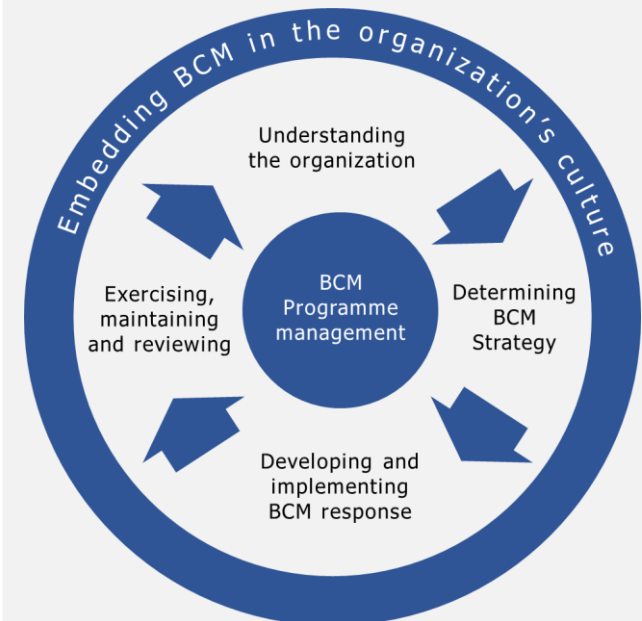 Embedding BCM in the organization's culture
Understanding
the organization
BCM
Programme
management
Determining
BCM
Strategy
Developing and
implementing
BCM response
Exercising,
maintaining
and reviewing